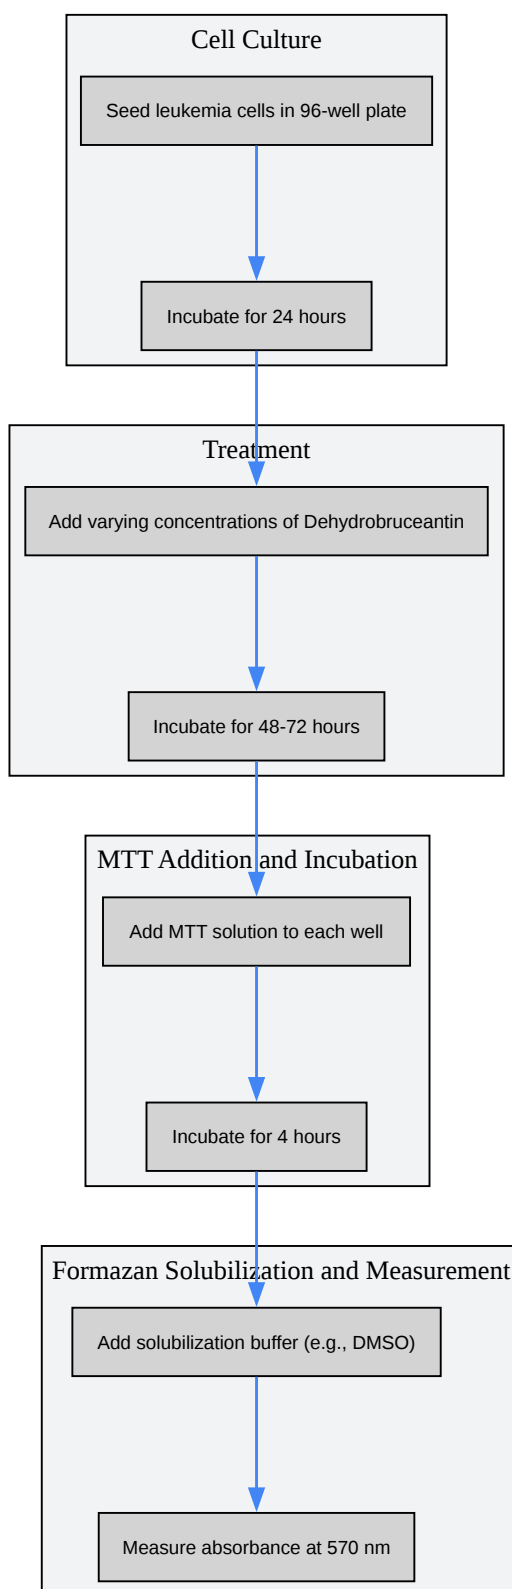 Cell Culture
Seed leukemia cells in 96-well plate
Incubate for 24 hours
Treatment
Add varying concentrations of Dehydrobruceantin
Incubate for 48-72 hours
MTT Addition and Incubation
Add MTT solution to each well
Incubate for 4 hours
Formazan Solubilization and Measurement
Add solubilization buffer (e.g., DMSO)
Measure absorbance at 570 nm